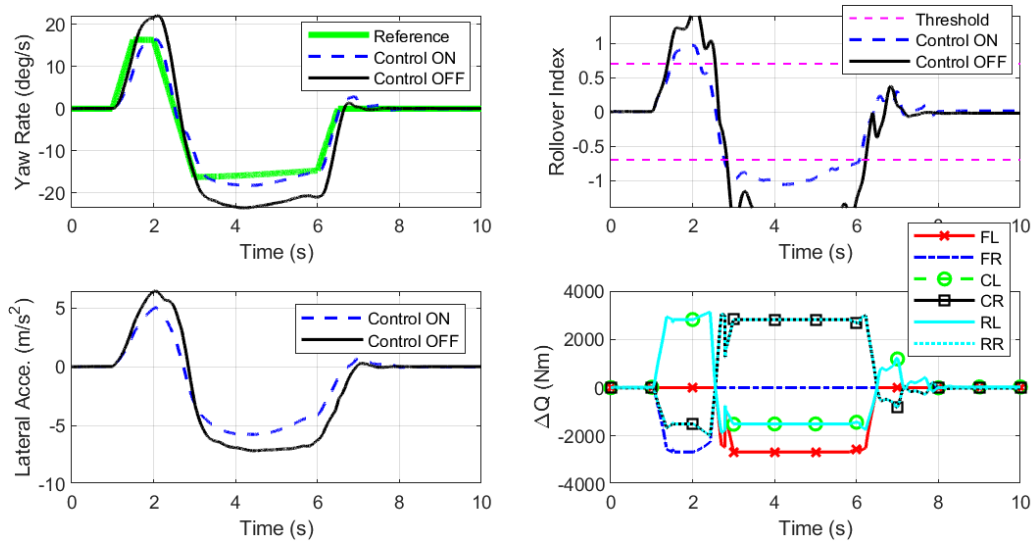 20
10
0
-10
-20
0
2
4
6
8
10
Time (s)
Yaw Rate (deg/s)
Reference
Control ON
Control OFF
1
0.5
0
-0.5
-1
0
2
4
6
8
10
Time (s)
Rollover Index
Threshold
Control ON
Control OFF
5
0
-5
-10
0
2
4
6
8
10
Time (s)
Lateral Acce. (m/s²)
Control ON
Control OFF
4000
2000
0
-2000
-4000
0
2
4
6
8
10
Time (s)
ΔQ (Nm)
FL
FR
CL
CR
RL
RR